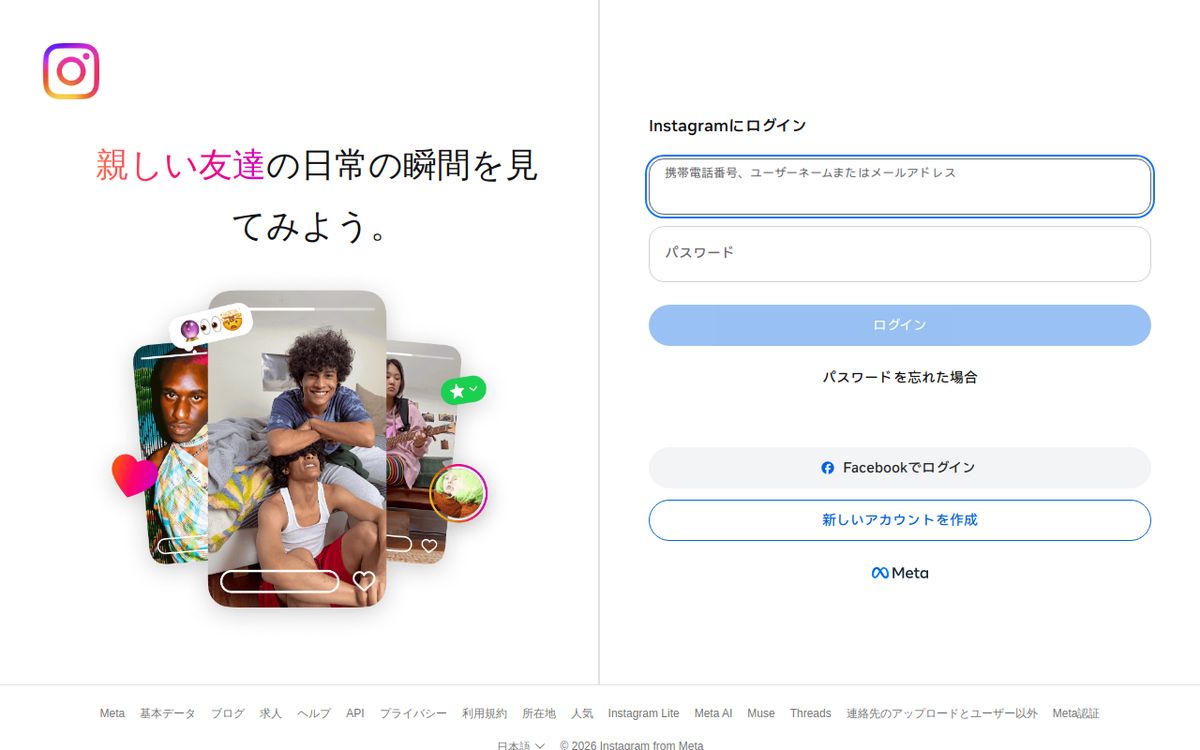 親しい友達の日常の瞬間を見
てみよう。
Instagramにログイン
携帯電話番号、ユーザーネームまたはメールアドレス
パスワード
ログイン
パスワードを忘れた場合
Facebookでログイン
新しいアカウントを作成
Meta
Meta 基本データ ブログ 求人 ヘルプ API プライバシー 利用規約 所在地 人気 Instagram Lite Meta AI Muse Threads 連絡先のアップロードとユーザー以外 Meta認証
日本語 © 2026 Instagram from Meta